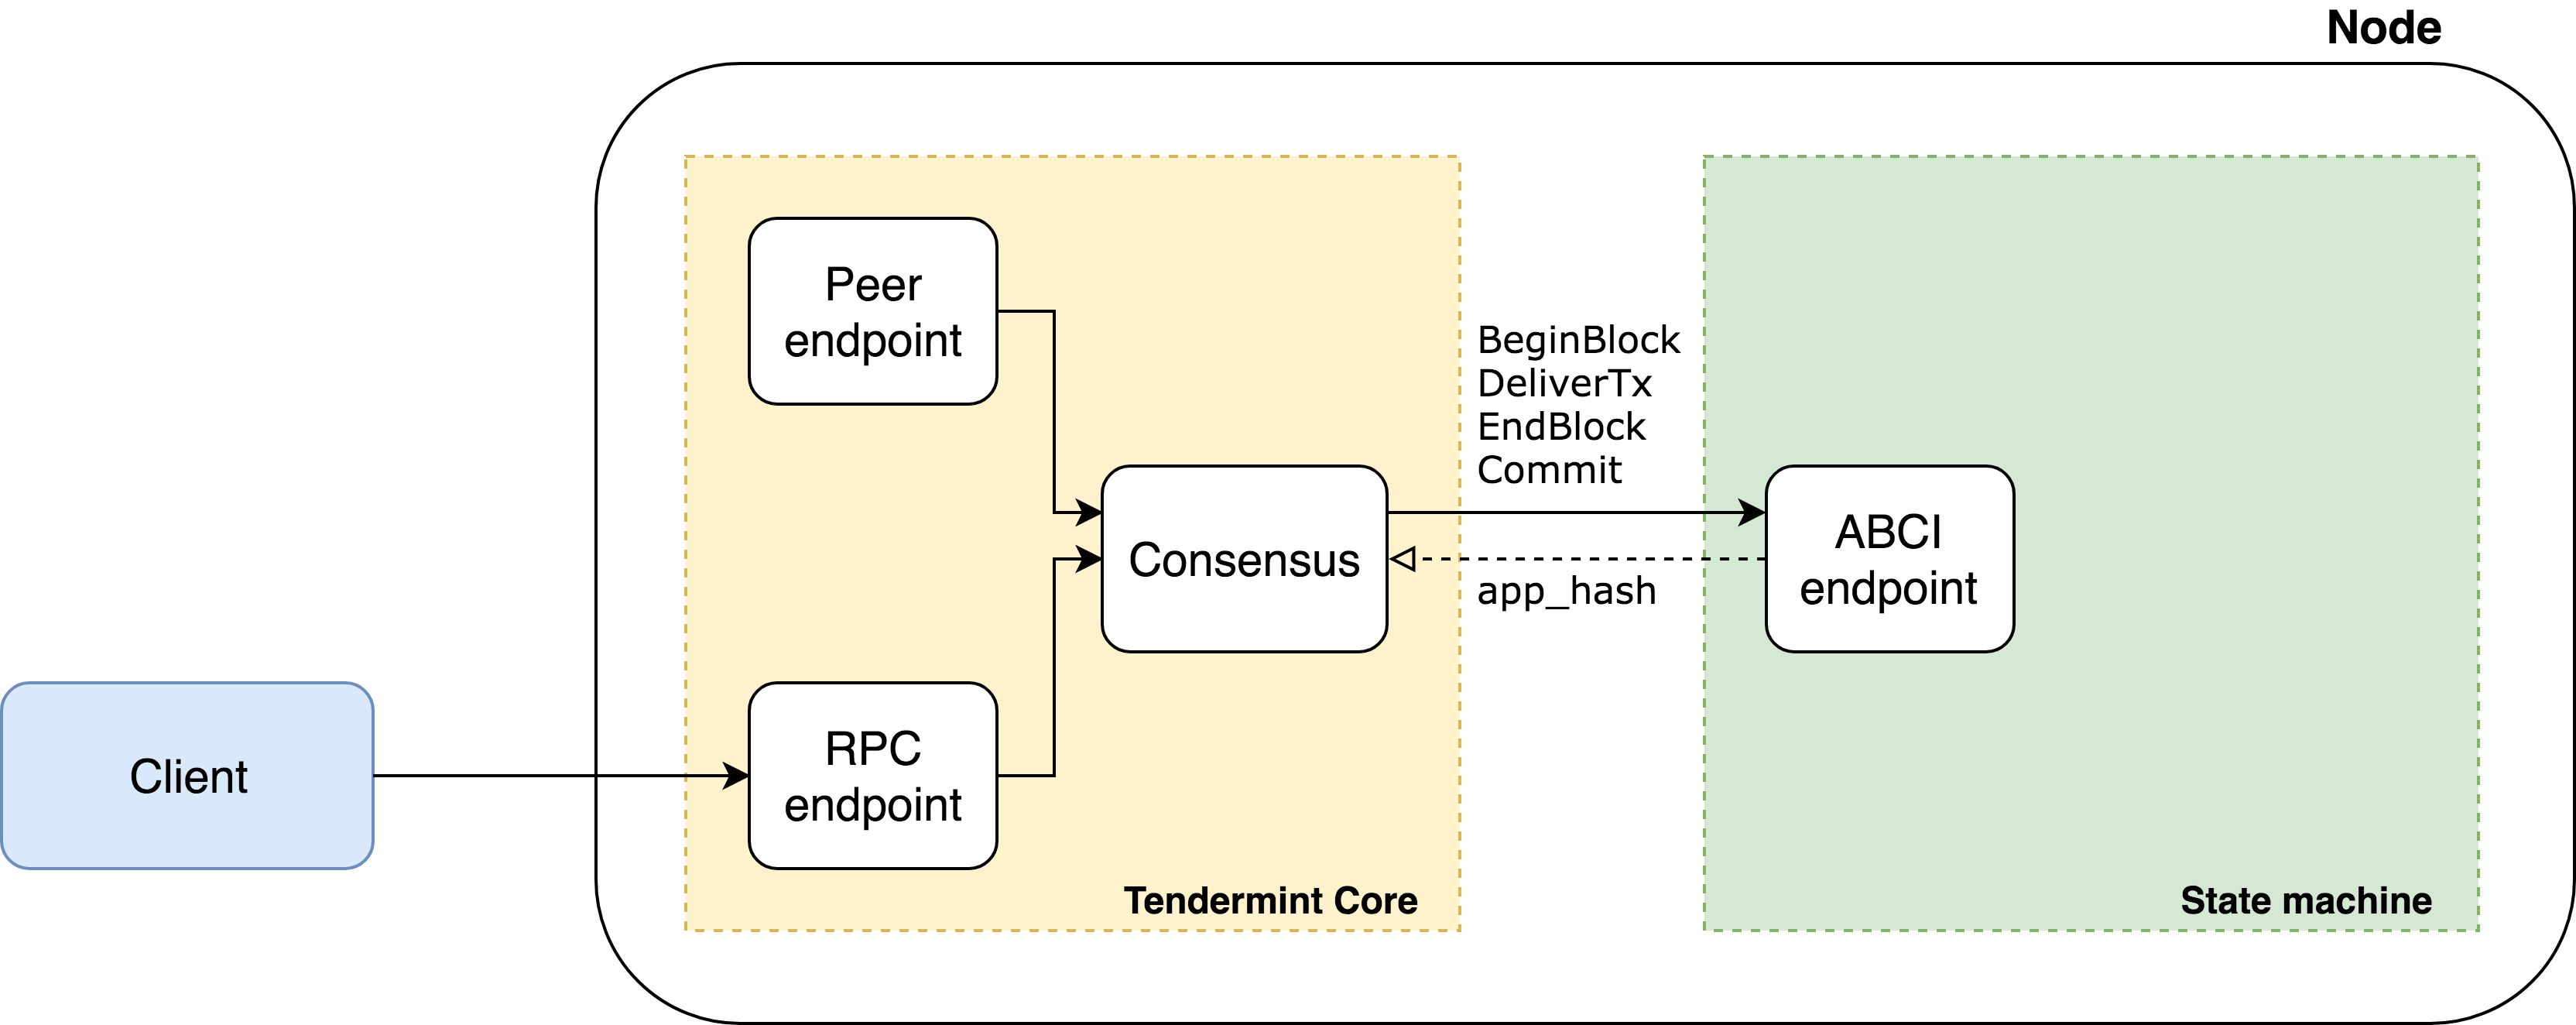 Node
Peer
endpoint
BeginBlock
DeliverTx
EndBlock
Commit
Consensus
ABCI
endpoint
app_hash
Client
RPC
endpoint
Tendermint Core
State machine